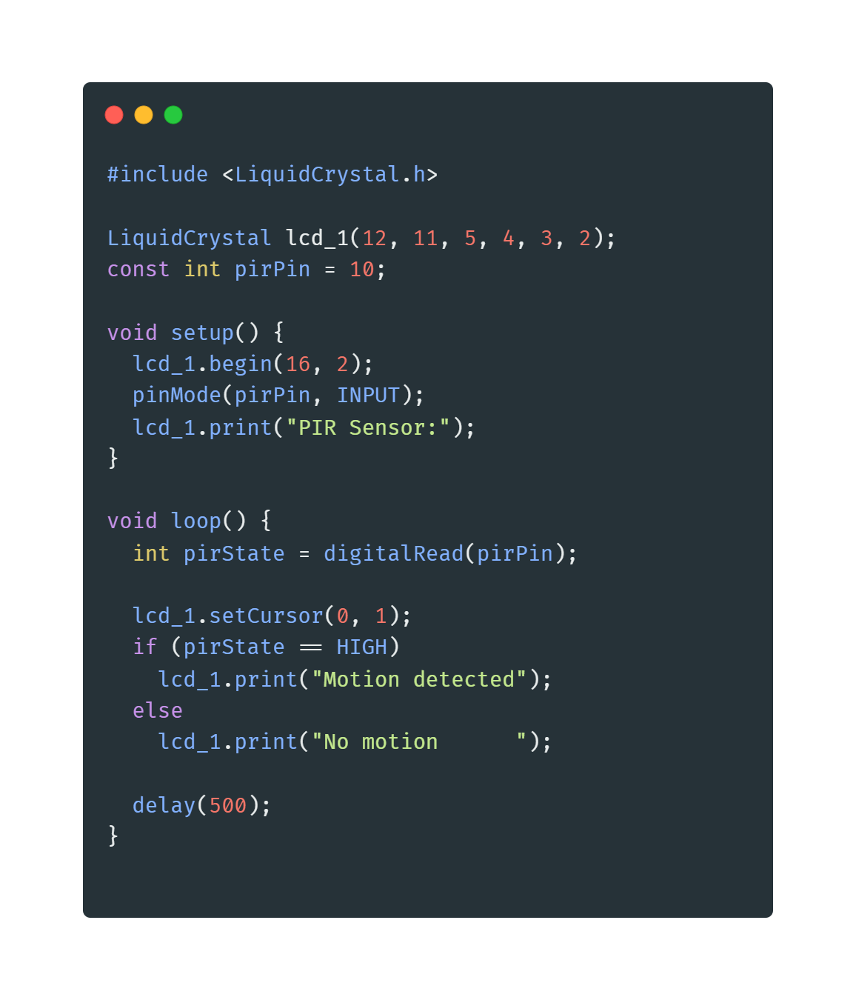 #include <LiquidCrystal.h>

LiquidCrystal lcd_1(12, 11, 5, 4, 3, 2);
const int pirPin = 10;

void setup() {
  lcd_1.begin(16, 2);
  pinMode(pirPin, INPUT);
  lcd_1.print("PIR Sensor:");
}

void loop() {
  int pirState = digitalRead(pirPin);

  lcd_1.setCursor(0, 1);
  if (pirState == HIGH)
    lcd_1.print("Motion detected");
  else
    lcd_1.print("No motion      ");

  delay(500);
}